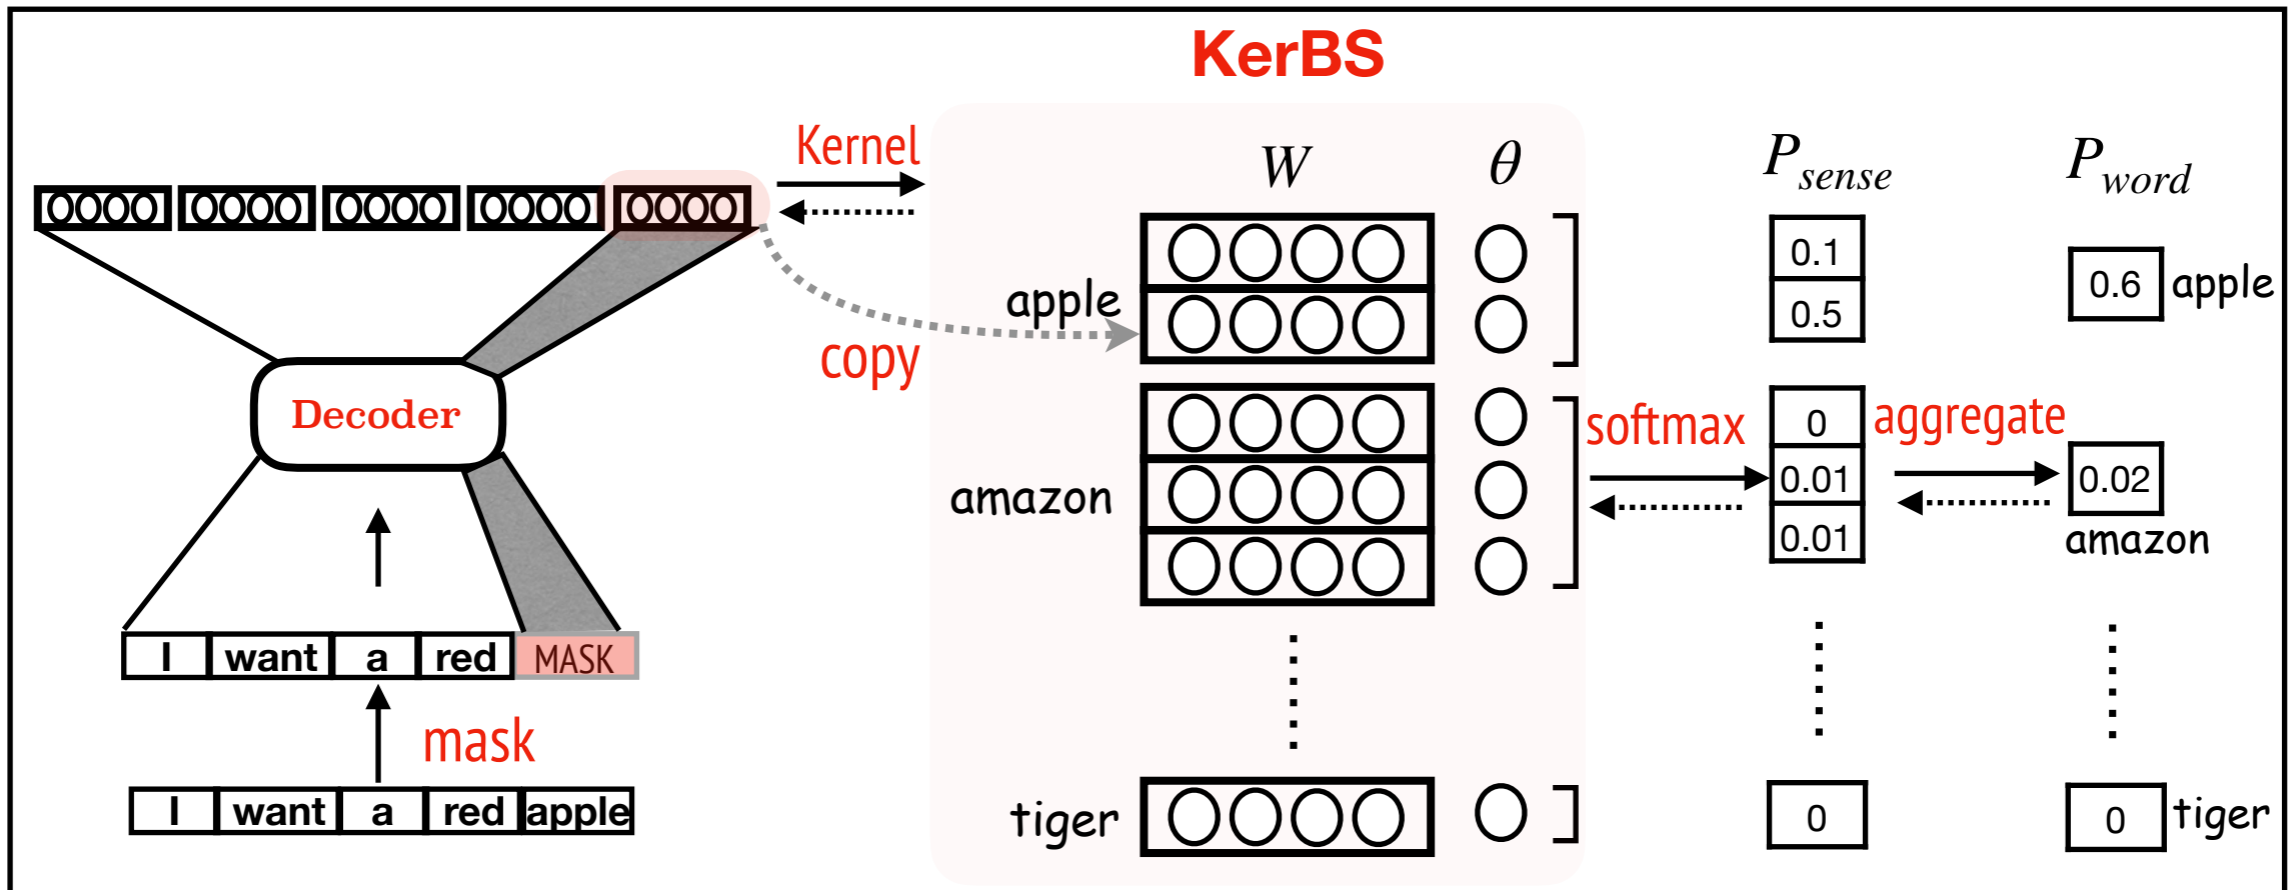 KerBS
Kernel
W
θ
P sense
P word
0.1
0.5
0.6 apple
apple
copy
Decoder
softmax
aggregate
0
0.01
0.01
0.02
amazon
amazon
I want a red MASK
mask
I want a red apple
tiger
0
0 tiger